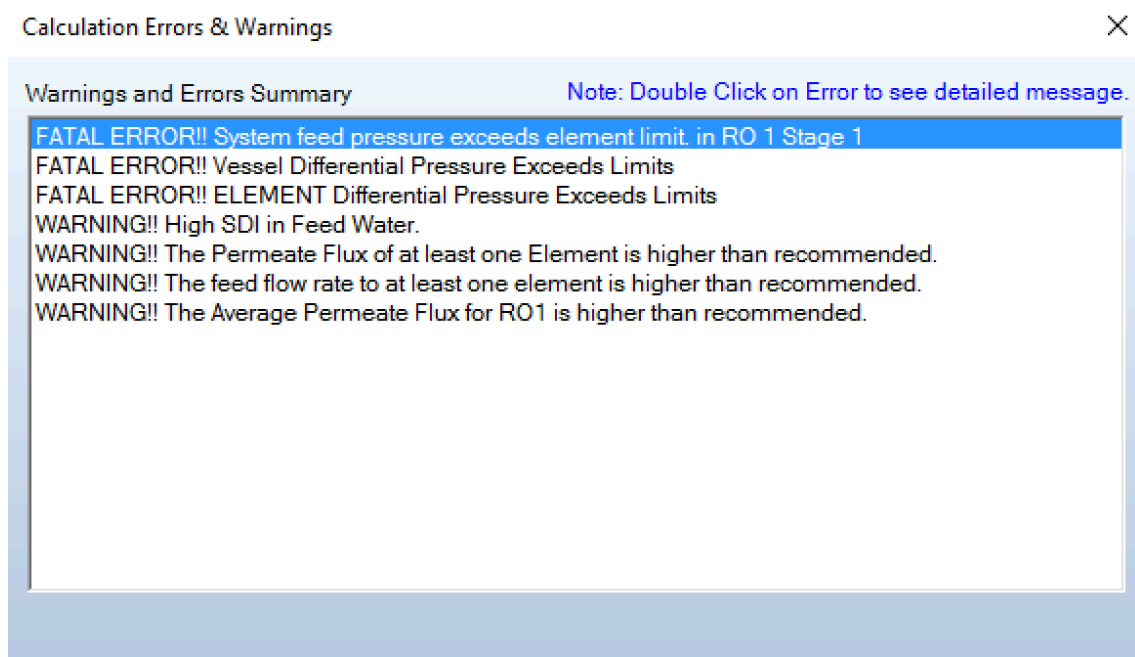 Calculation Errors & Warnings
Warnings and Errors Summary
Note: Double Click on Error to see detailed message.
FATAL ERROR!! System feed pressure exceeds element limit. in RO 1 Stage 1
FATAL ERROR!! Vessel Differential Pressure Exceeds Limits
FATAL ERROR!! ELEMENT Differential Pressure Exceeds Limits
WARNING!! High SDI in Feed Water.
WARNING!! The Permeate Flux of at least one Element is higher than recommended.
WARNING!! The feed flow rate to at least one element is higher than recommended.
WARNING!! The Average Permeate Flux for RO1 is higher than recommended.